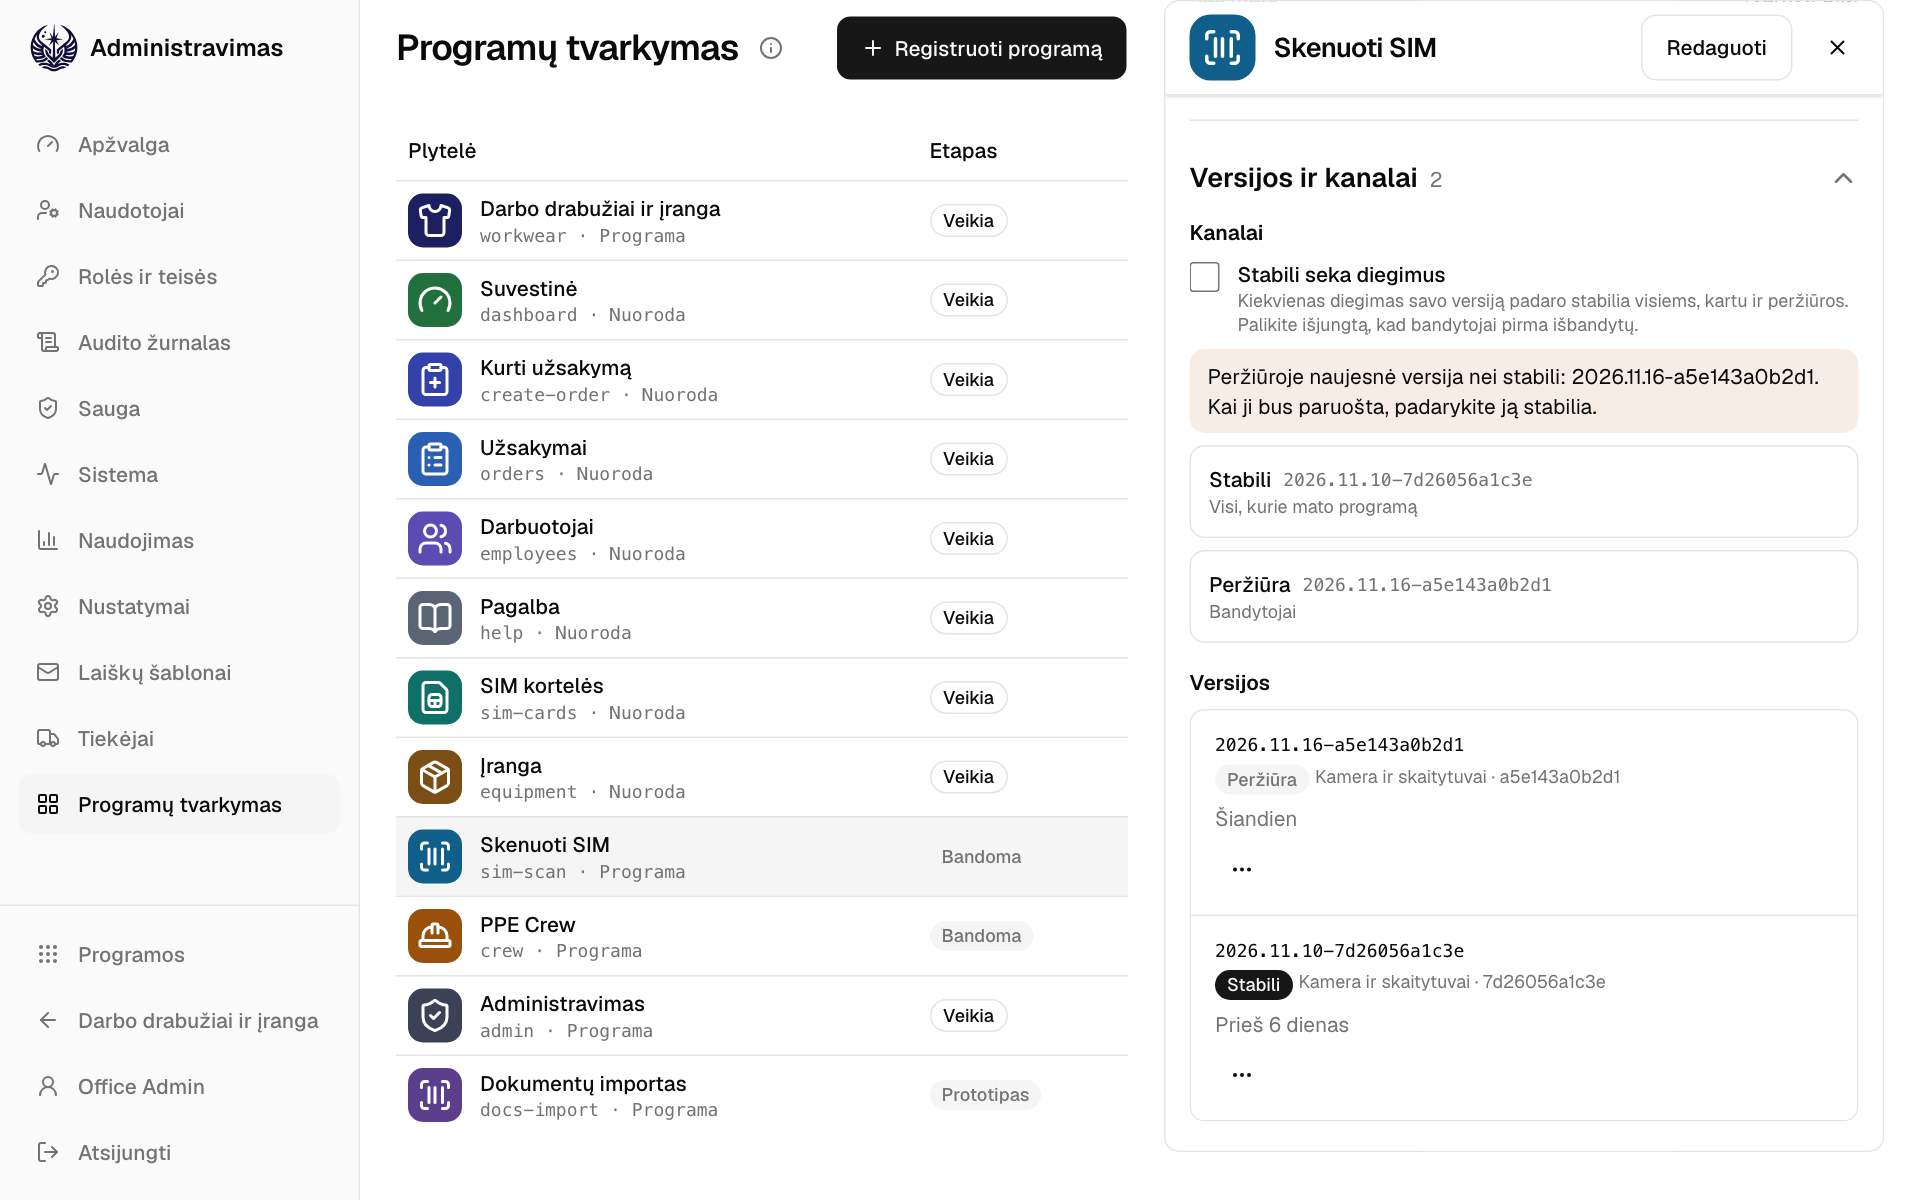 Administravimas
Apžvalga
Naudotojai
Rolės ir teisės
Audito žurnalas
Sauga
Sistema
Naudojimas
Nustatymai
Laiškų šablonai
Tiekėjai
Programų tvarkymas
Programos
Darbo drabužiai ir įranga
Office Admin
Atsijungti
Programų tvarkymas
Registruoti programą
Plytelė Etapas
Darbo drabužiai ir įranga
workwear · Programa
Veikia
Suvestinė
dashboard · Nuoroda
Veikia
Kurti užsakymą
create-order · Nuoroda
Veikia
Užsakymai
orders · Nuoroda
Veikia
Darbuotojai
employees · Nuoroda
Veikia
Pagalba
help · Nuoroda
Veikia
SIM kortelės
sim-cards · Nuoroda
Veikia
Įranga
equipment · Nuoroda
Veikia
Skenuoti SIM
sim-scan · Programa
Bandoma
PPE Crew
crew · Programa
Bandoma
Administravimas
admin · Programa
Veikia
Dokumentų importas
docs-import · Programa
Prototipas
Skenuoti SIM
Redaguoti
Versijos ir kanalai 2
Kanalai
Stabili seka diegimus
Kiekvienas diegimas savo versiją padaro stabilia visiems, kartu ir peržiūros.
Palikite išjungtą, kad bandytojai pirma išbandytų.
Peržiūroje naujesnė versija nei stabili: 2026.11.16-a5e143a0b2d1.
Kai ji bus paruošta, padarykite ją stabilia.
Stabili 2026.11.10-7d26056a1c3e
Visi, kurie mato programą
Peržiūra 2026.11.16-a5e143a0b2d1
Bandytojai
Versijos
2026.11.16-a5e143a0b2d1
Peržiūra Kamera ir skaitytuvai · a5e143a0b2d1
Šiandien
2026.11.10-7d26056a1c3e
Stabili Kamera ir skaitytuvai · 7d26056a1c3e
Prieš 6 dienas